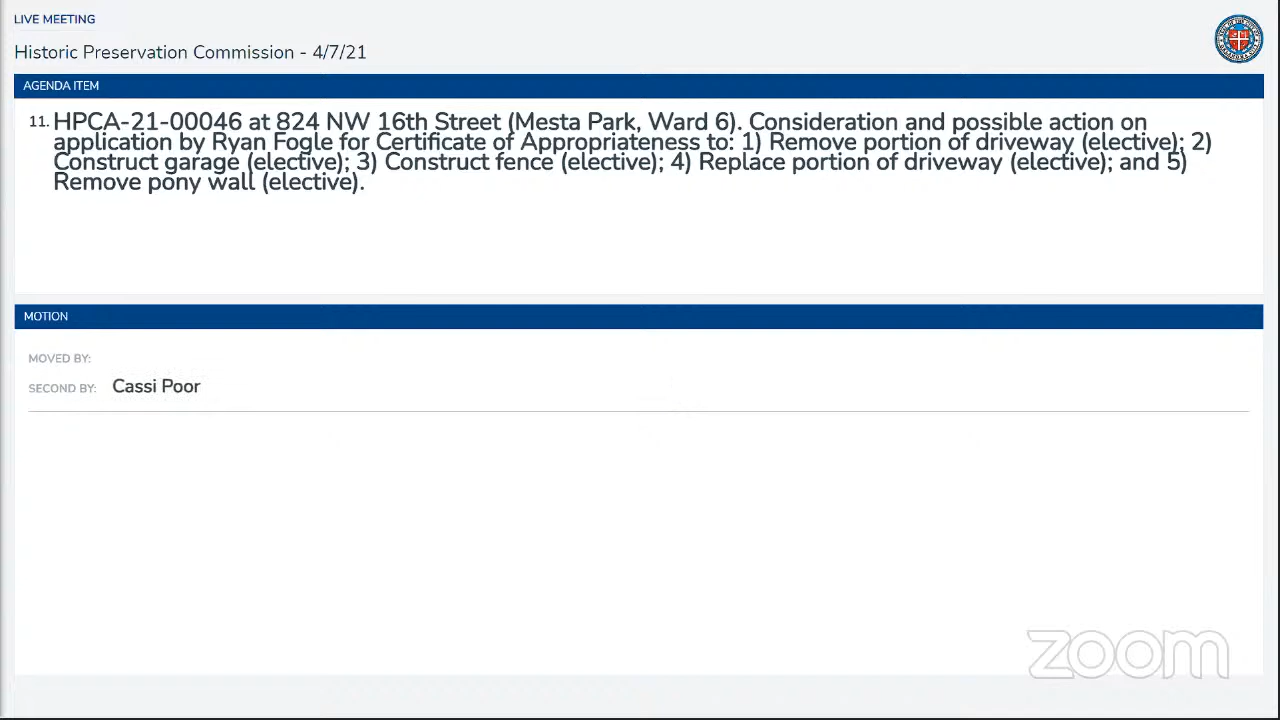 LIVE MEETING
Historic Preservation Commission - 4/7/21
AGENDA ITEM
11. HPCA-21-00046 at 824 NW 16th Street (Mesta Park, Ward 6). Consideration and possible action on
application by Ryan Fogle for Certificate of Appropriateness to: 1) Remove portion of driveway (elective); 2)
Construct garage (elective); 3) Construct fence (elective); 4) Replace portion of driveway (elective); and 5)
Remove pony wall (elective).
MOTION
MOVED BY:
SECOND BY: Cassi Poor
zoom